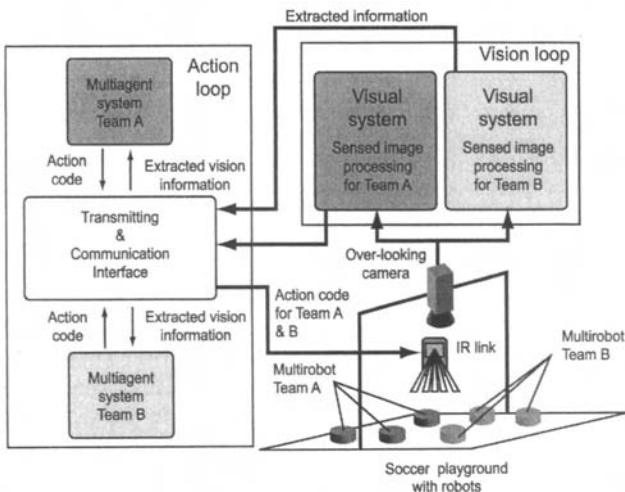 Extracted information
Action
loop
Multiagent
system
Team A
Action
code
Extracted vision
information
Transmitting
&
Communication
Interface
Action
code
Extracted vision
information
Multiagent
system
Team B
Vision loop
Visual
system
Sensed image
processing
for Team A
Visual
system
Sensed image
processing
for Team B
Over-looking
camera
Action code
for Team A
& B
IR link
Multirobot
Team A
Multirobot
Team B
Soccer playground
with robots